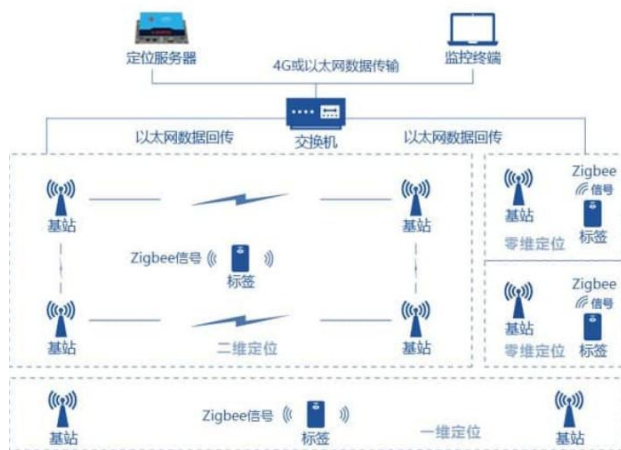 定位服务器
监控终端
4G或以太网数据传输
以太网数据回传
交换机
以太网数据回传
基站
基站
Zigbee信号
标签
基站
二维定位
基站
Zigbee
信号
基站
标签
零维定位
Zigbee
信号
基站
零维定位
标签
Zigbee信号
基站
标签
一维定位
基站